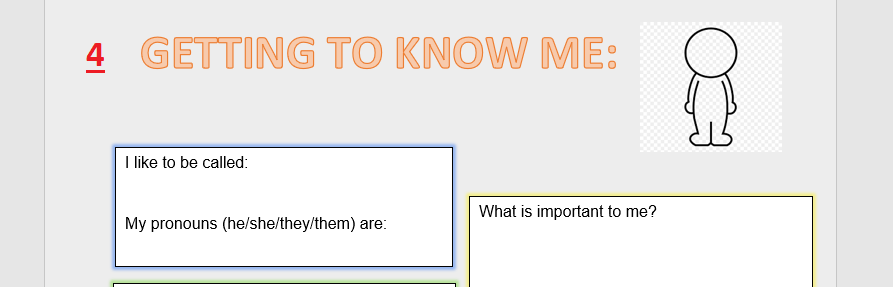 4 GETTING TO KNOW ME:
I like to be called:
My pronouns (he/she/they/them) are:
What is important to me?